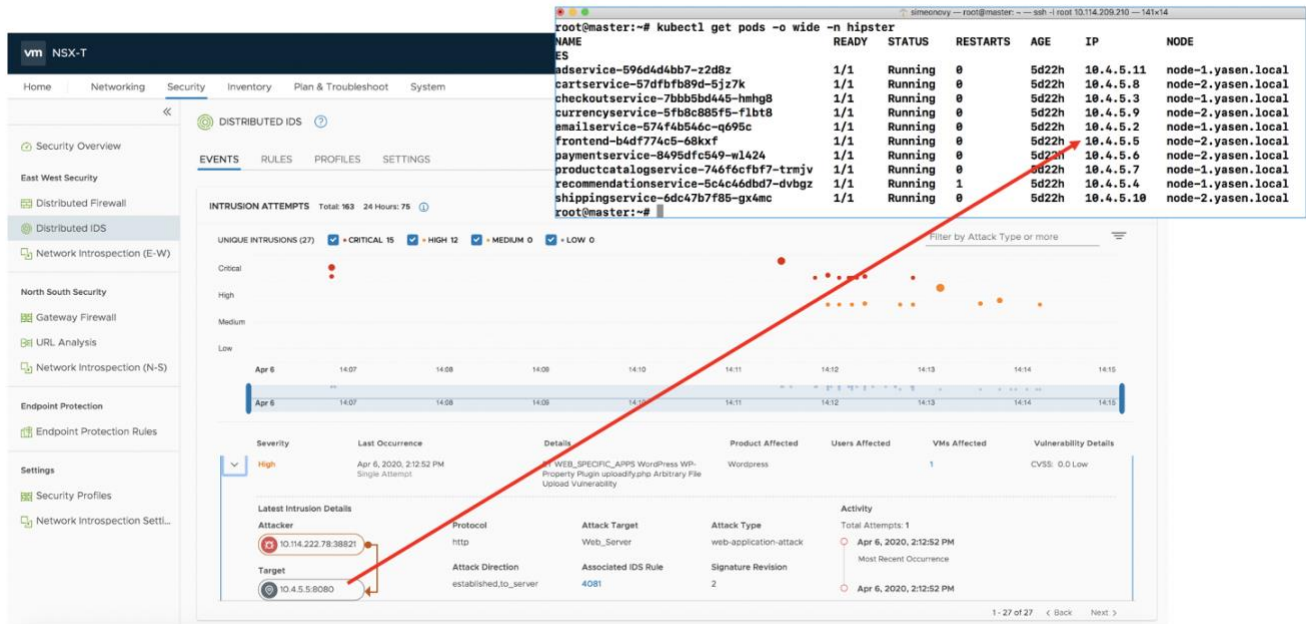 simeonovy — root@master: ~ — ssh -l root 10.114.209.210 — 141×14
root@master:~# kubectl get pods -o wide -n hipster
NAME READY STATUS RESTARTS AGE IP NODE
ES
adservice-596d4d4bb7-z2d8z 1/1 Running 0 5d22h 10.4.5.11 node-1.yasen.local
cartservice-57dfbfb89d-5jz7k 1/1 Running 0 5d22h 10.4.5.8 node-2.yasen.local
checkoutservice-7bbb5bd445-hmhg8 1/1 Running 0 5d22h 10.4.5.3 node-1.yasen.local
currencyservice-5fb8c885f5-flbt8 1/1 Running 0 5d22h 10.4.5.9 node-2.yasen.local
emailservice-574f4b546c-q695c 1/1 Running 0 5d22h 10.4.5.2 node-1.yasen.local
frontend-b4df774c5-68kxf 1/1 Running 0 5d22h 10.4.5.5 node-1.yasen.local
paymentservice-8495dfc549-wl424 1/1 Running 0 5d22h 10.4.5.6 node-2.yasen.local
productcatalogservice-746f6cfbf7-trmjv 1/1 Running 0 5d22h 10.4.5.7 node-2.yasen.local
recommendationservice-5c4c46dbd7-dvbgz 1/1 Running 1 5d22h 10.4.5.4 node-1.yasen.local
shippingservice-6dc47b7f85-gx4mc 1/1 Running 0 5d22h 10.4.5.10 node-2.yasen.local
root@master:~#
vm NSX-T
Home Networking Security Inventory Plan & Troubleshoot System
Security Overview
East West Security
Distributed Firewall
Distributed IDS
Network Introspection (E-W)
North South Security
Gateway Firewall
URL Analysis
Network Introspection (N-S)
Endpoint Protection
Endpoint Protection Rules
Settings
Security Profiles
Network Introspection Setti...
DISTRIBUTED IDS
EVENTS RULES PROFILES SETTINGS
INTRUSION ATTEMPTS Total: 163 24 Hours: 75
UNIQUE INTRUSIONS (27) CRITICAL 15 HIGH 12 MEDIUM 0 LOW 0
Filter by Attack Type or more
Critical
High
Medium
Low
Apr 6 14:07 14:08 14:09 14:10 14:11 14:12 14:13 14:14 14:15
Apr 6 14:07 14:08 14:09 14:10 14:11 14:12 14:13 14:14 14:15
Severity Last Occurrence Details Product Affected Users Affected VMs Affected Vulnerability Details
High Apr 6, 2020, 2:12:52 PM WEB_SPECIFIC_APPS WordPress WP- Wordpress 1 CVSS: 0.0 Low
Single Attempt Property Plugin uploadify.php Arbitrary File
Upload Vulnerability
Latest Intrusion Details
Attacker
10.114.222.78:38821
Target
10.4.5.5:8080
Protocol
http
Attack Direction
established,to_server
Attack Target
Web_Server
Associated IDS Rule
4081
Attack Type
web-application-attack
Signature Revision
2
Activity
Total Attempts: 1
Apr 6, 2020, 2:12:52 PM
Most Recent Occurrence
Apr 6, 2020, 2:12:52 PM
1 - 27 of 27 Back Next